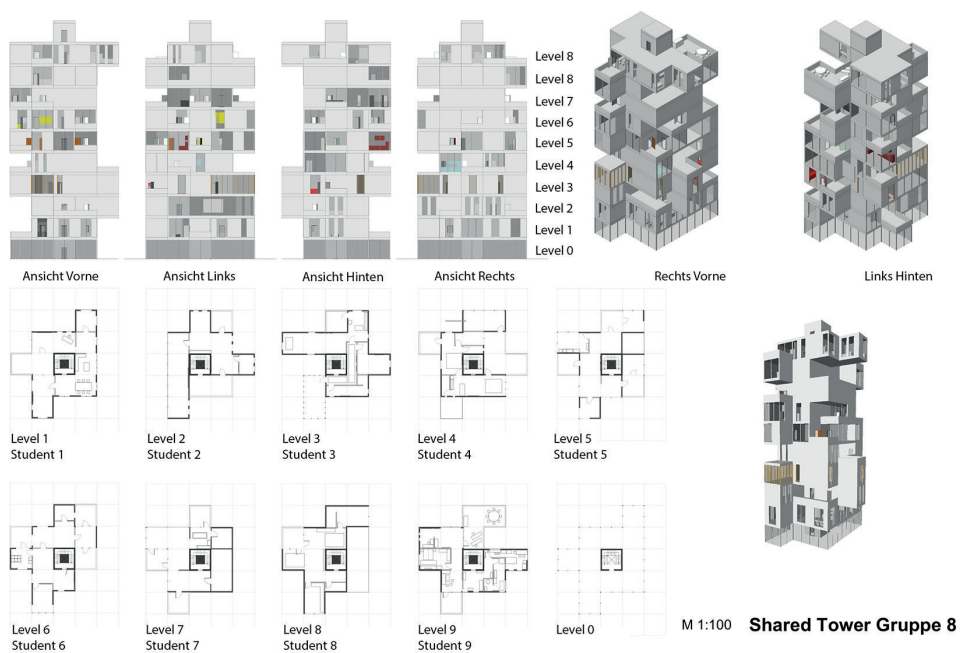 Level 8
Level 8
Level 7
Level 6
Level 5
Level 4
Level 3
Level 2
Level 1
Level 0
Ansicht Vorne
Ansicht Links
Ansicht Hinten
Ansicht Rechts
Rechts Vorne
Links Hinten
Level 1
Student 1
Level 2
Student 2
Level 3
Student 3
Level 4
Student 4
Level 5
Student 5
Level 6
Student 6
Level 7
Student 7
Level 8
Student 8
Level 9
Student 9
Level 0
M 1:100
Shared Tower Gruppe 8